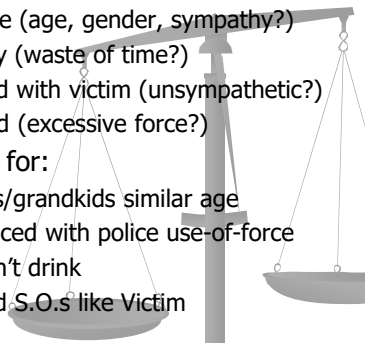 e (age, gender, sympathy?)
y (waste of time?)
d with victim (unsympathetic?)
d (excessive force?)
for:
s/grandkids similar age
ced with police use-of-force
n't drink
d S.O.s like Victim